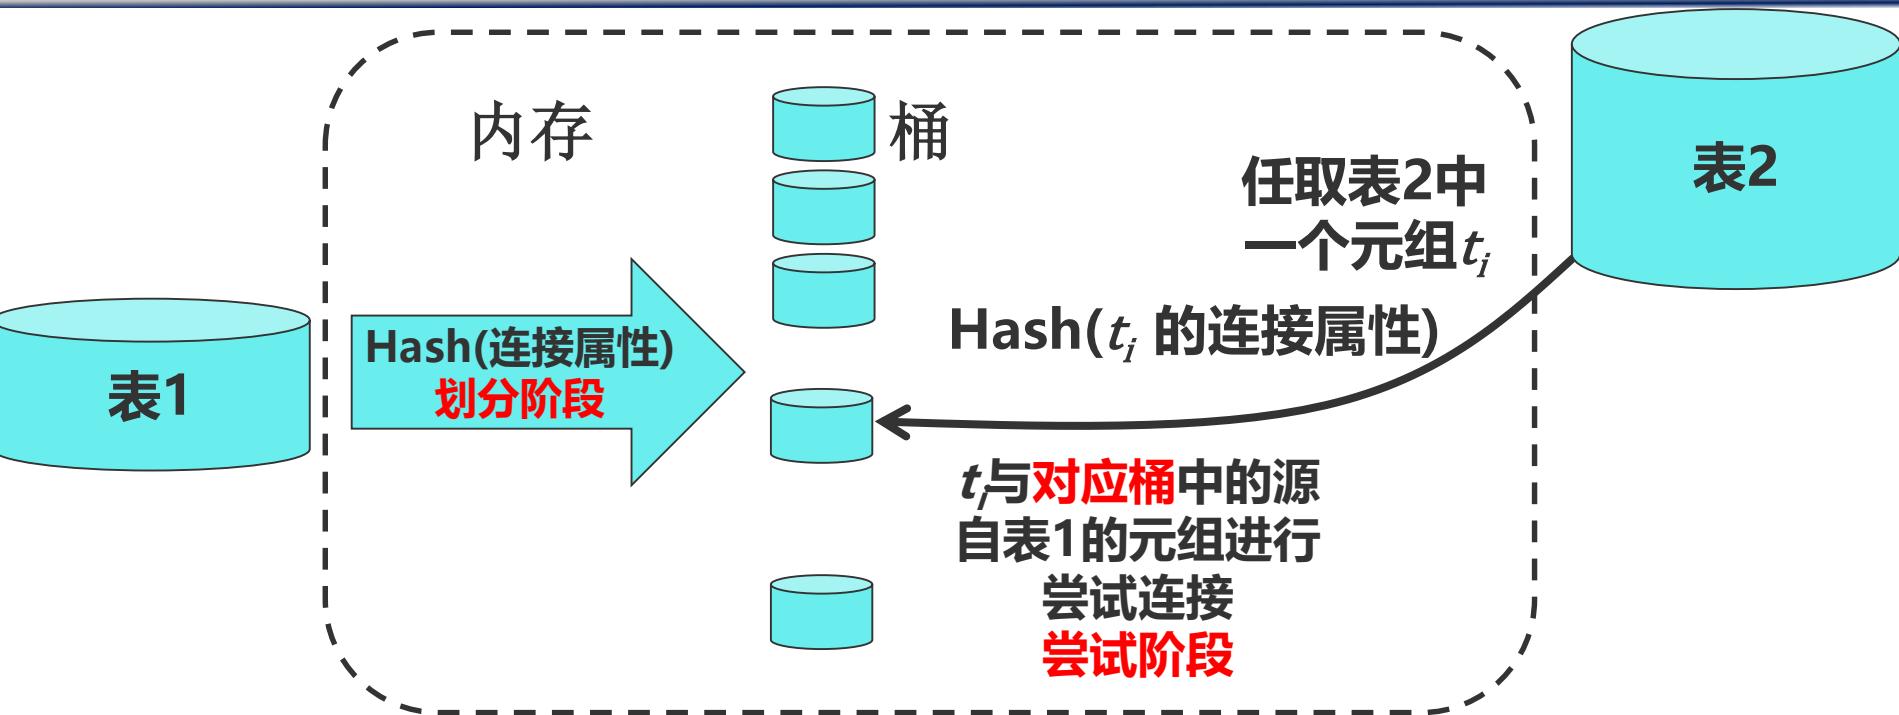 内存
桶
表2
任取表2中
一个元组ti
Hash(ti 的连接属性)
Hash(连接属性)
划分阶段
表1
ti与对应桶中的源
自表1的元组进行
尝试连接
尝试阶段